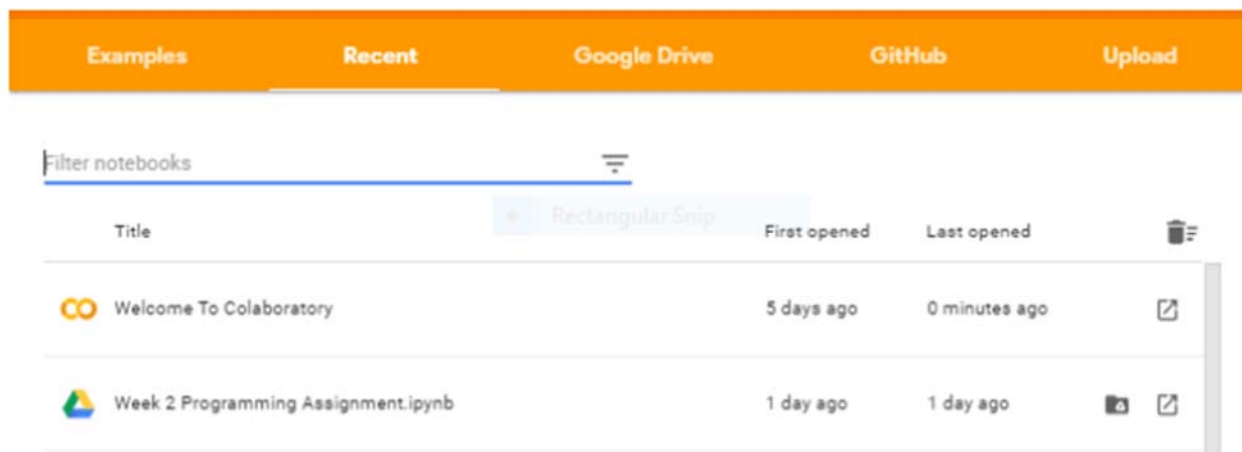 Examples Recent Google Drive GitHub Upload
Filter notebooks
Rectangular Snip
Title First opened Last opened
CO Welcome To Colaboratory 5 days ago 0 minutes ago
Week 2 Programming Assignment.ipynb 1 day ago 1 day ago